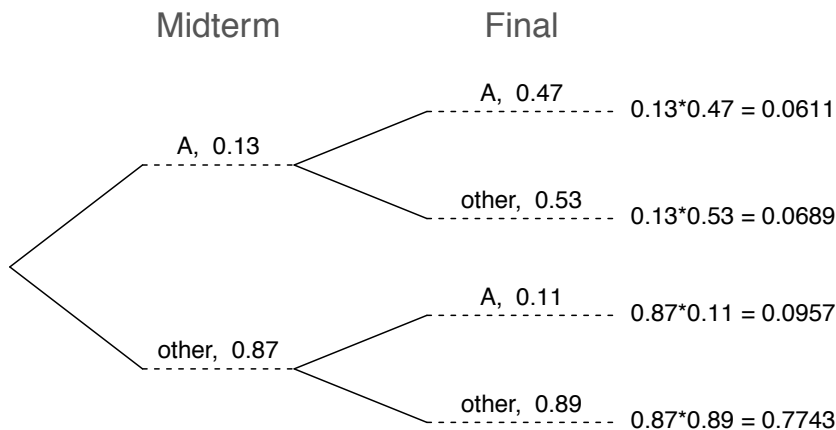 Midterm Final
A, 0.47
0.13*0.47 = 0.0611
A, 0.13
other, 0.53
0.13*0.53 = 0.0689
A, 0.11
0.87*0.11 = 0.0957
other, 0.87
other, 0.89
0.87*0.89 = 0.7743